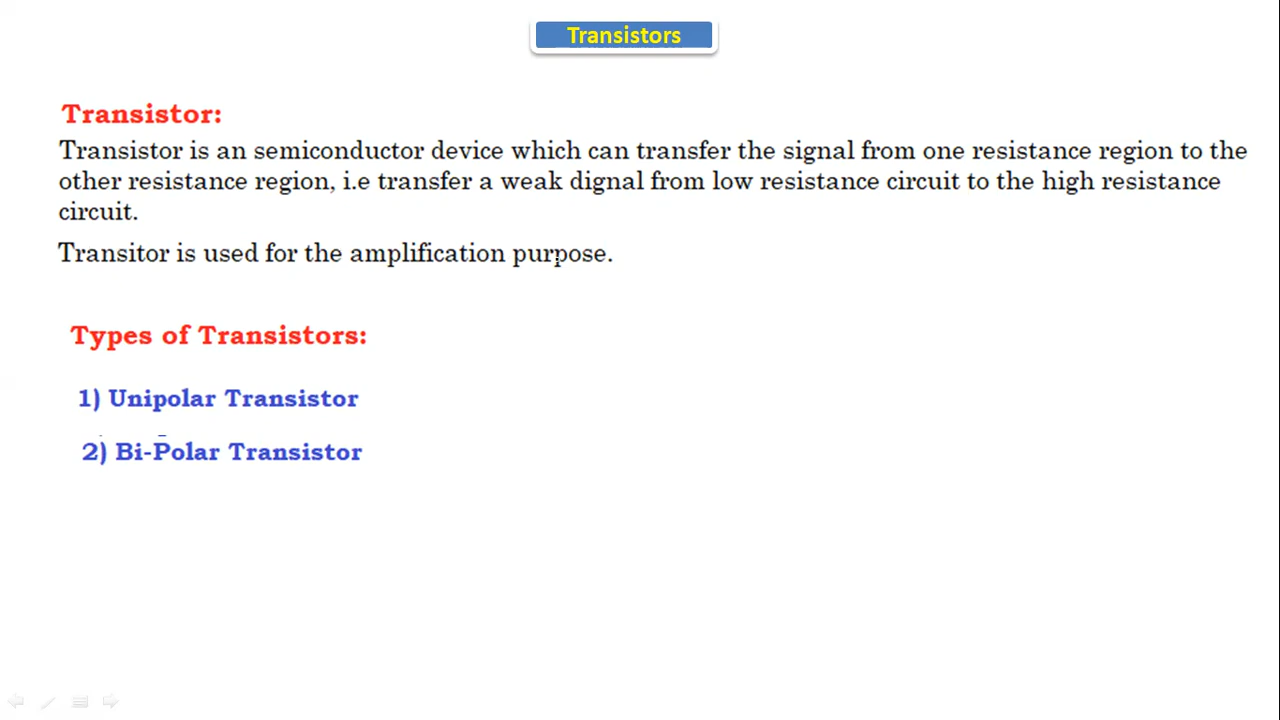 Transistors
Transistor:
Transistor is an semiconductor device which can transfer the signal from one resistance region to the
other resistance region, i.e transfer a weak dignal from low resistance circuit to the high resistance
circuit.
Transitor is used for the amplification purpose.
Types of Transistors:
1) Unipolar Transistor
2) Bi-Polar Transistor